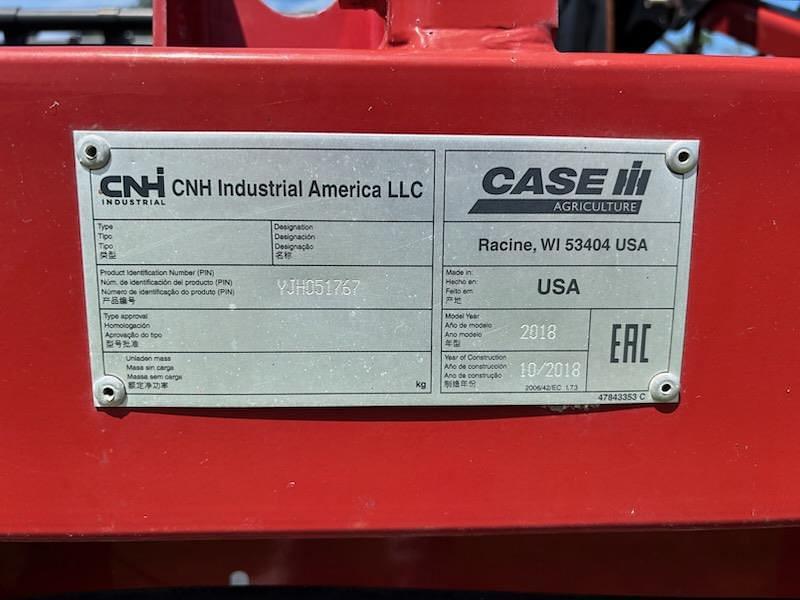 CNH
INDUSTRIAL
CNH Industrial America LLC
Type
Tipo
Tipo
类型
Designation
Designación
Designação
名称
Product Identification Number (PIN)
Núm. de identificación del producto (PIN)
Número de identificação do produto (PIN)
产品编号
YJH051767
Type approval
Homologación
Aprovação do tipo
型号批准
Unladen mass
Masa sin carga
Massa sem carga
额定净功率
kg
CASE IH
AGRICULTURE
Racine, WI 53404 USA
Made in:
Hecho en:
Feito em:
产地
USA
Model Year
Año de modelo
Ano modelo
年型
2018
Year of Construction
Año de construcción
Ano de construção
制造年份
10/2018
2006/42/EC 1.7.3
EAC
47843353 C